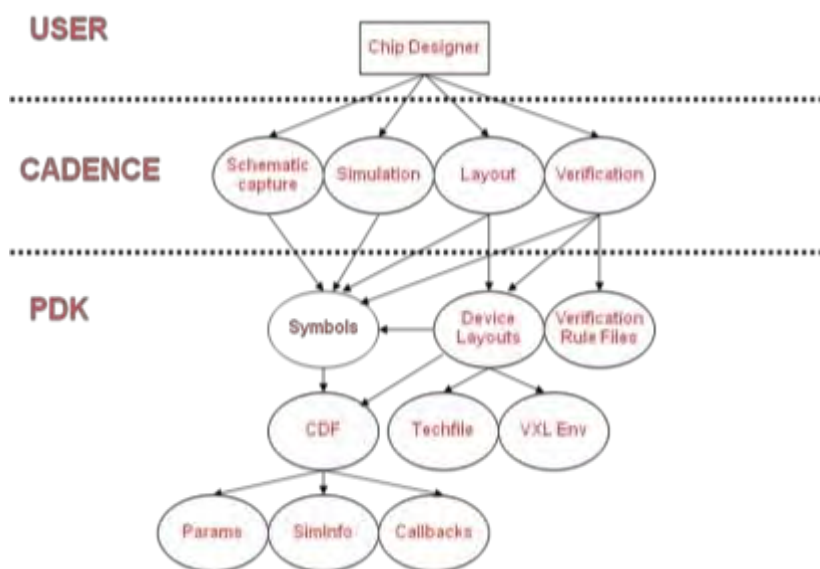 USER
Chip Designer
CADENCE
Schematic
capture
Simulation
Layout
Verification
PDK
Symbols
Device
Layouts
Verification
Rule Files
CDF
Techfile
VXL Env
Params
SimInfo
Callbacks